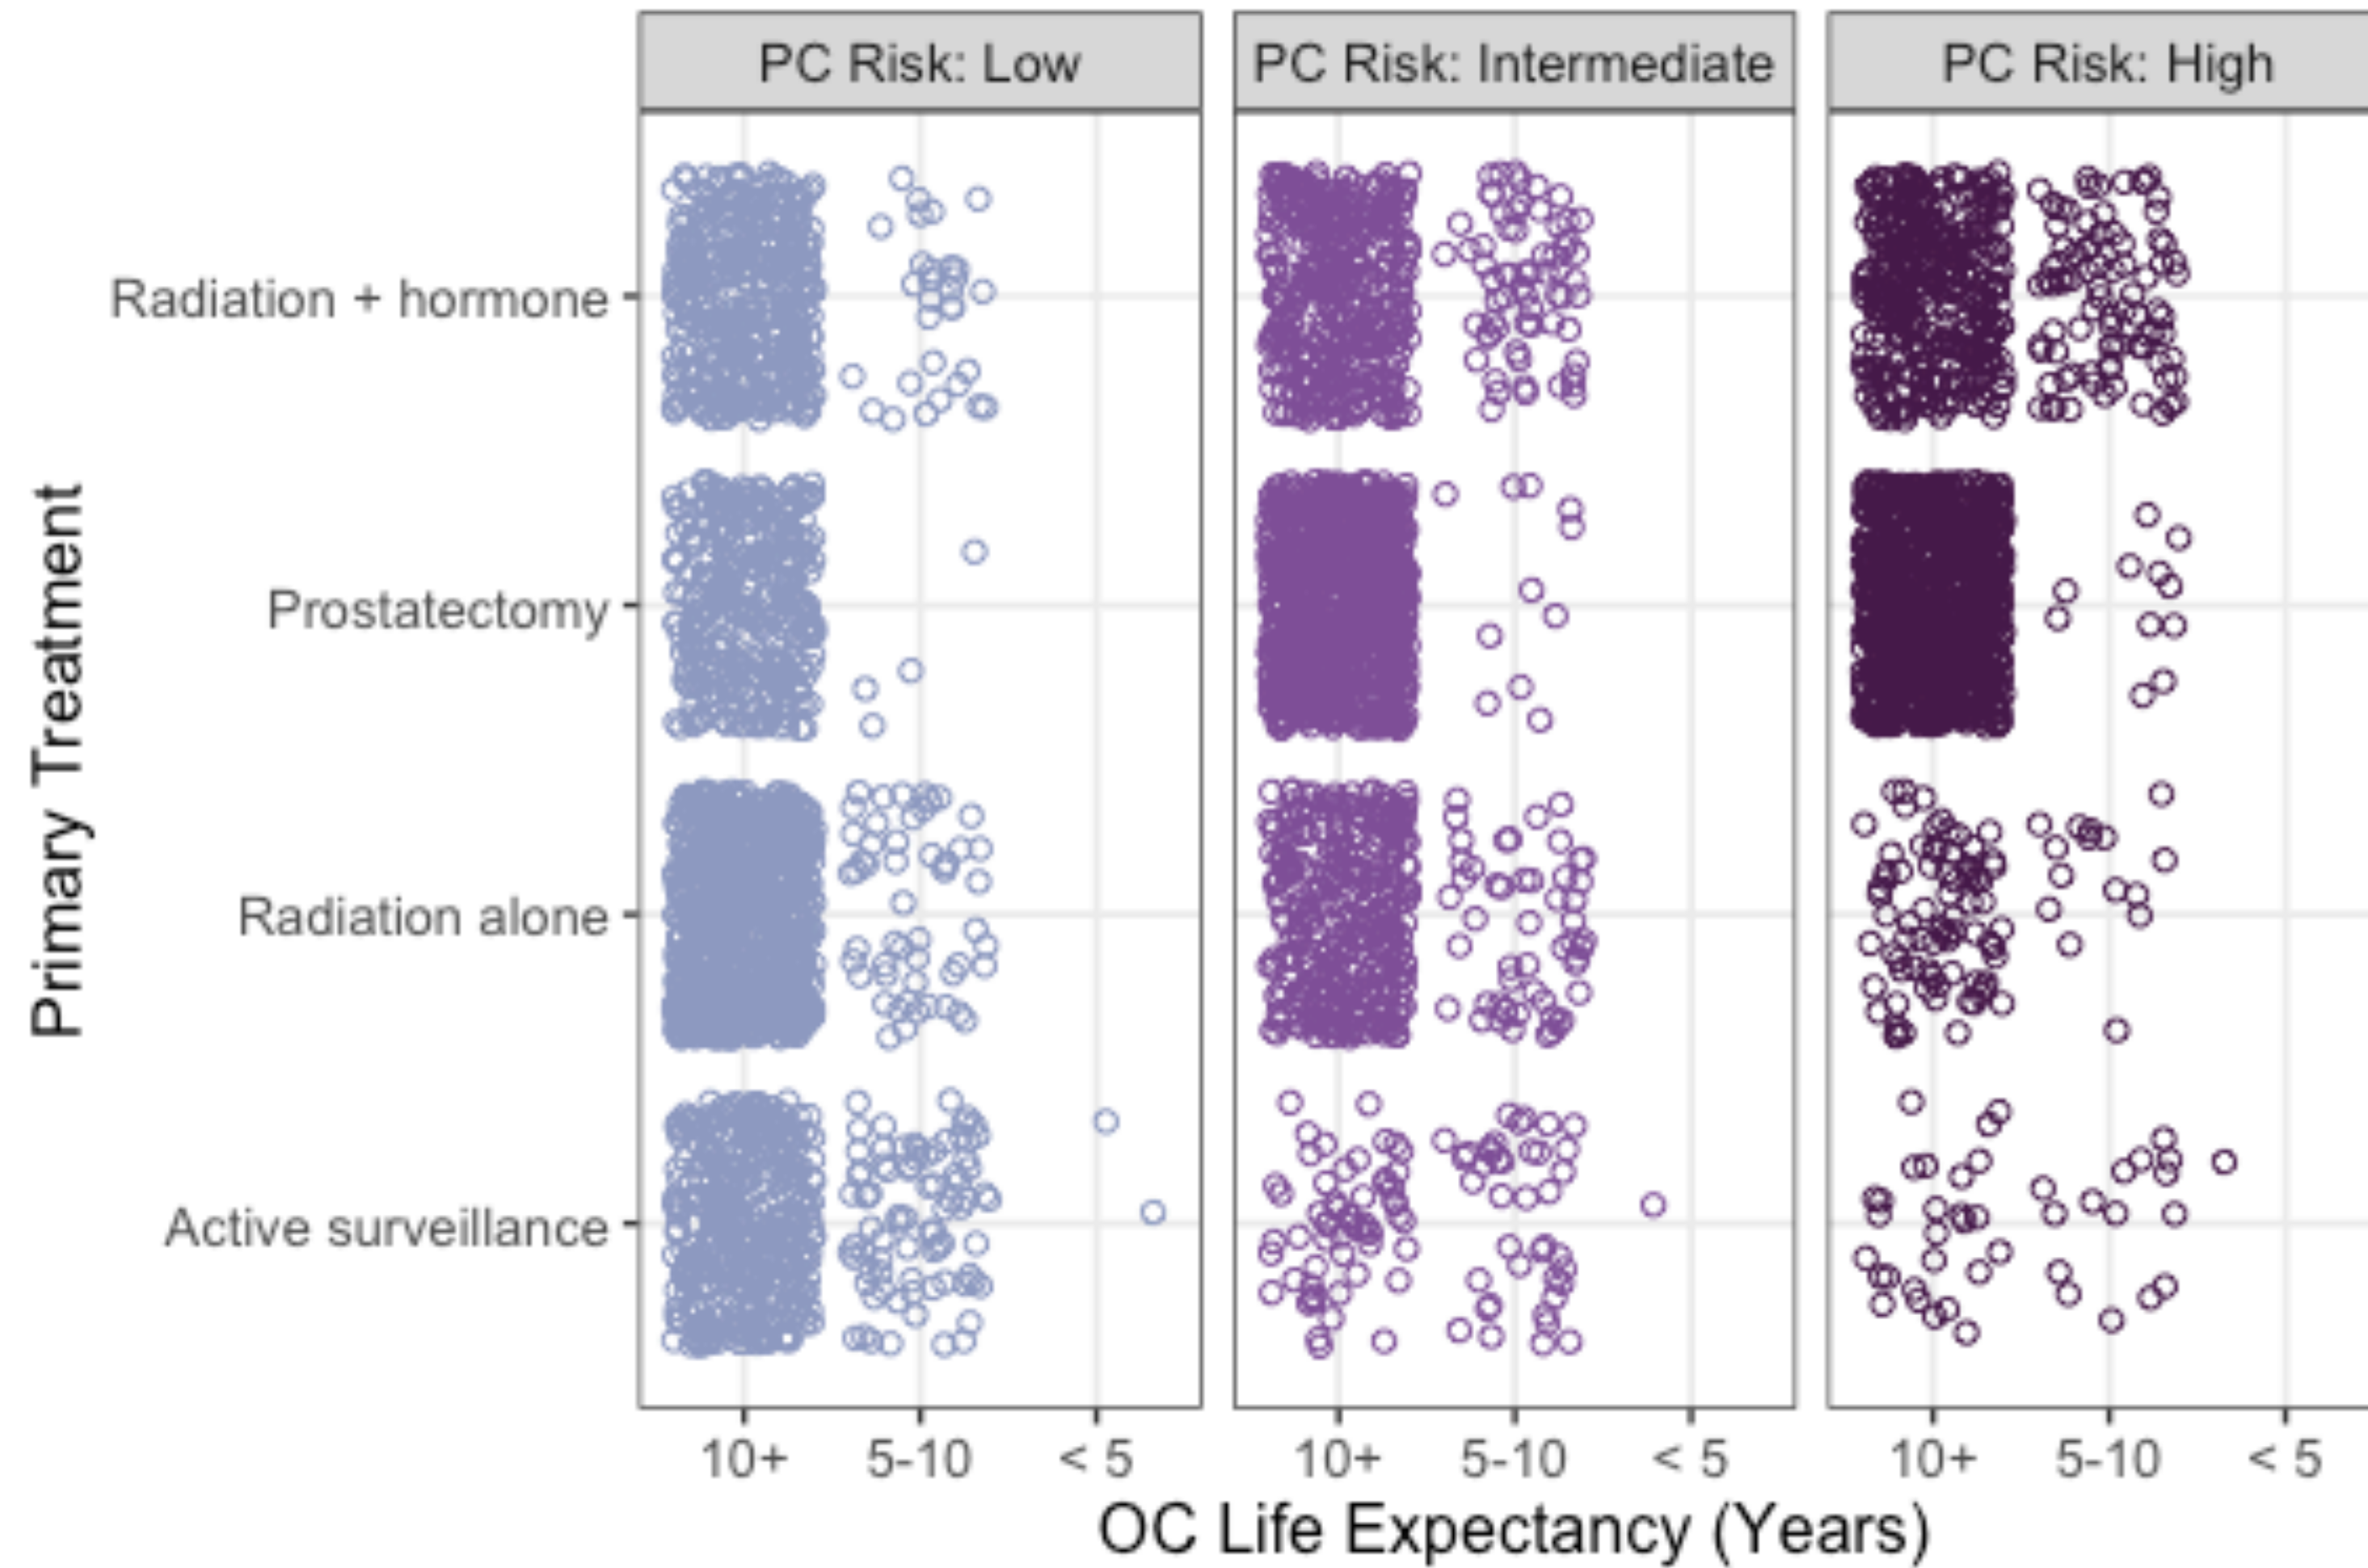 PC Risk: Low
PC Risk: Intermediate
PC Risk: High
Primary Treatment
Radiation + hormone
Prostatectomy
Radiation alone
Active surveillance
10+ 5-10 < 5
10+ 5-10 < 5
10+ 5-10 < 5
OC Life Expectancy (Years)